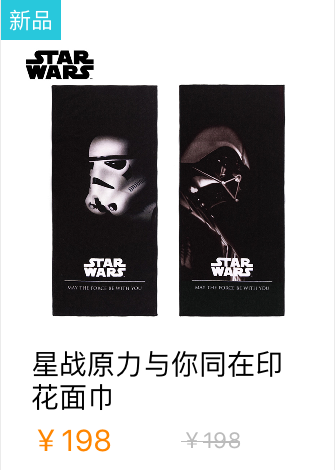 新品
STAR
WARS
STAR
WARS
MAY THE FORCE BE WITH YOU
STAR
WARS
MAY THE FORCE BE WITH YOU
星战原力与你同在印
花面巾
￥198
￥198